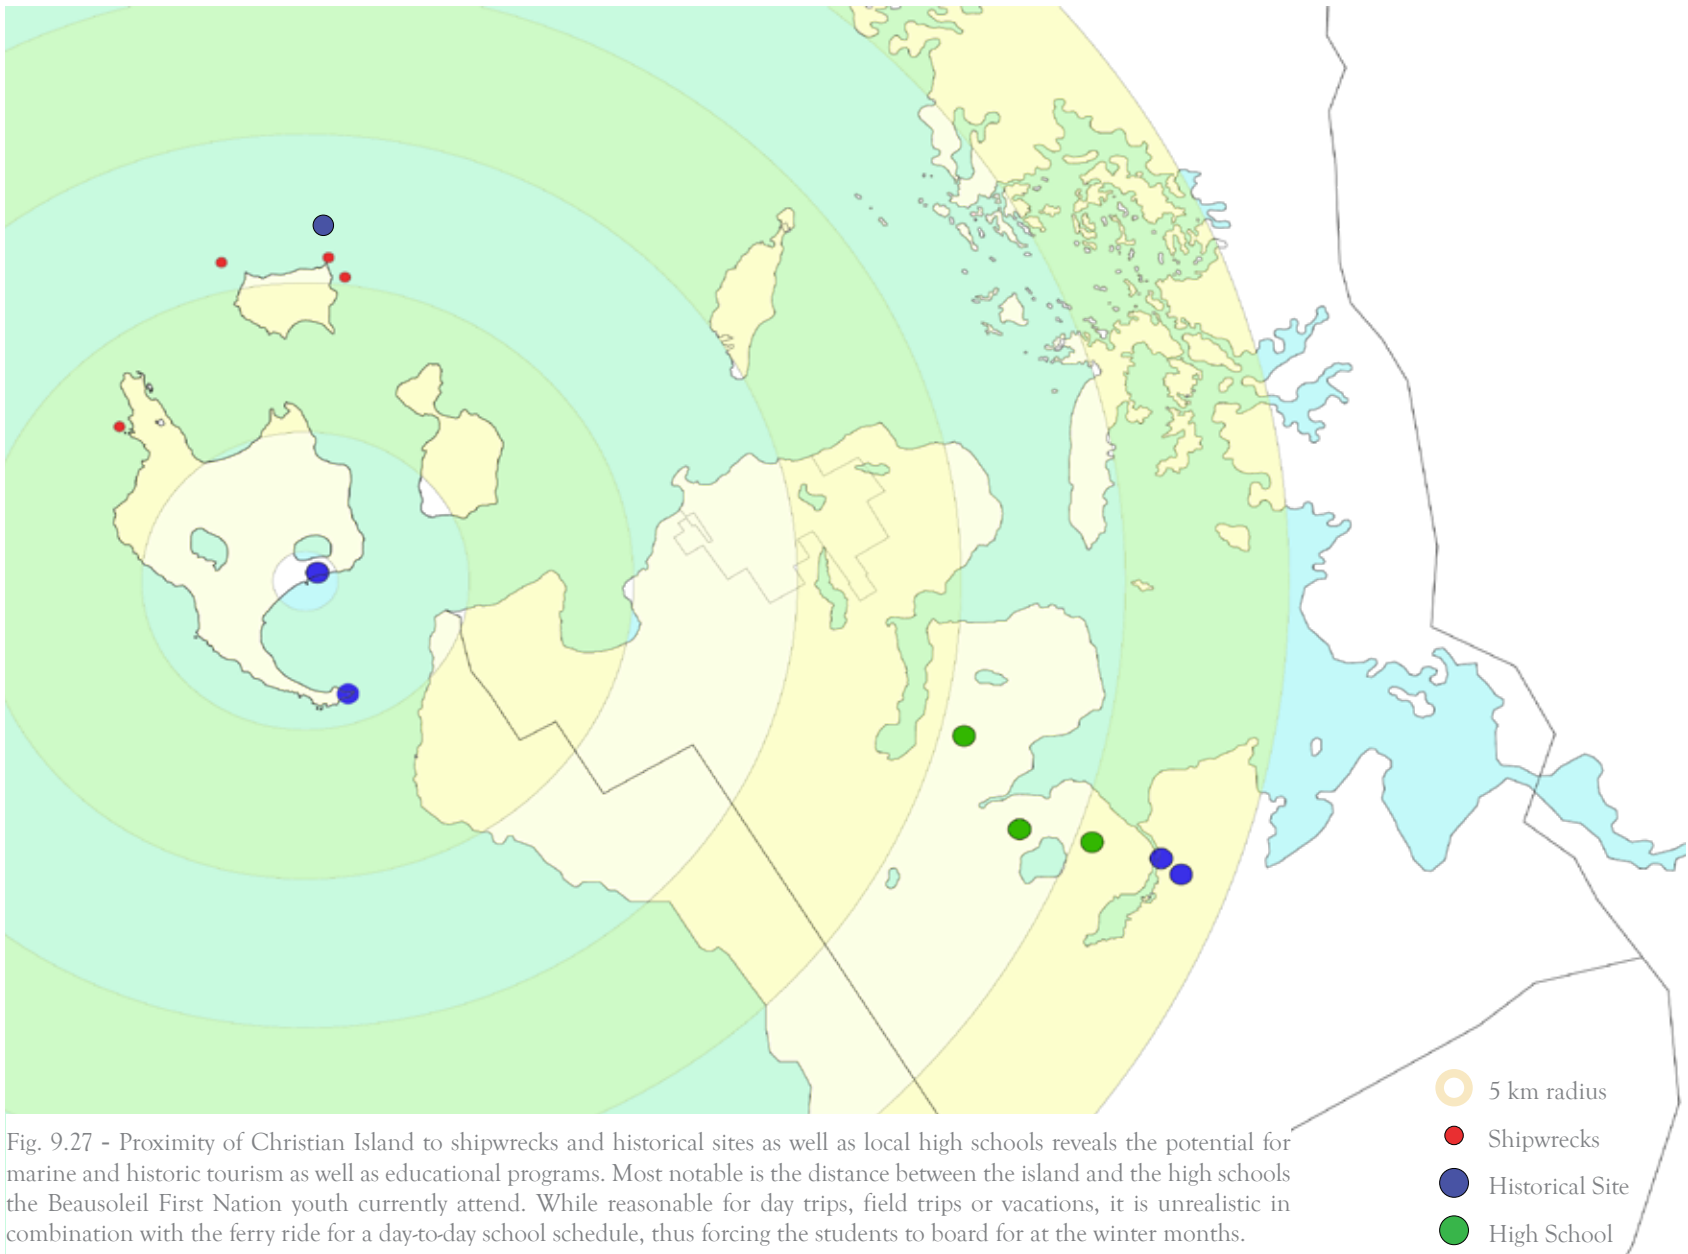 Fig. 9.27 - Proximity of Christian Island to shipwrecks and historical sites as well as local high schools reveals the potential for
marine and historic tourism as well as educational programs. Most notable is the distance between the island and the high schools
the Beausoleil First Nation youth currently attend. While reasonable for day trips, field trips or vacations, it is unrealistic in
combination with the ferry ride for a day-to-day school schedule, thus forcing the students to board for at the winter months.
5 km radius
Shipwrecks
Historical Site
High School